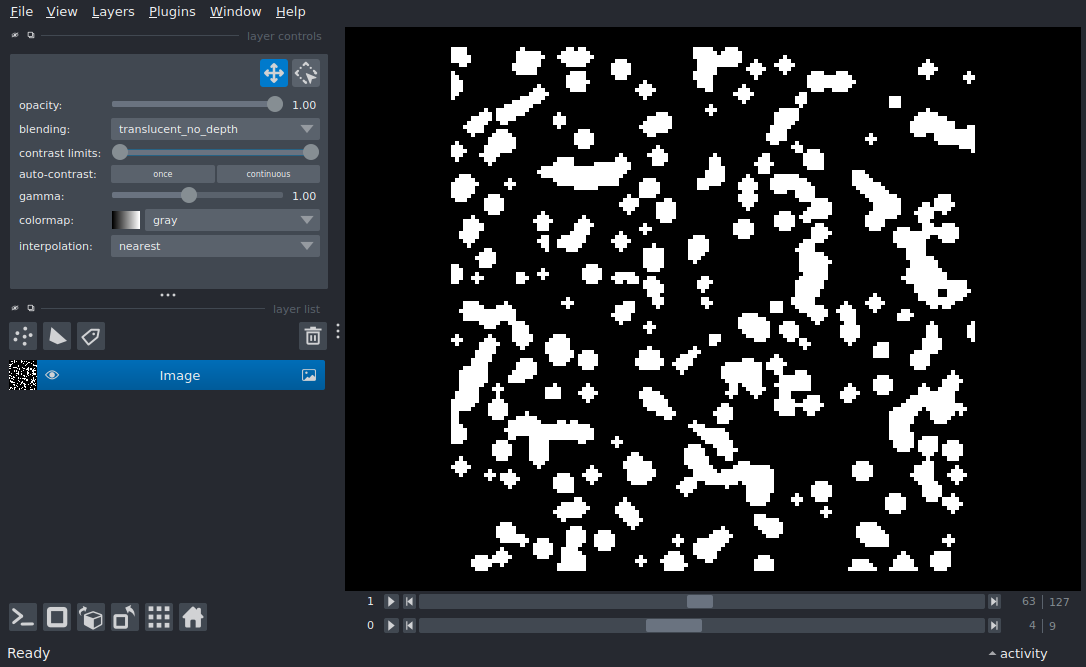 File View Layers Plugins Window Help
layer controls
opacity: 1.00
blending: translucent_no_depth
contrast limits:
auto-contrast: once continuous
gamma: 1.00
colormap: gray
interpolation: nearest
layer list
Image
1 63 127
0 4 9
Ready activity